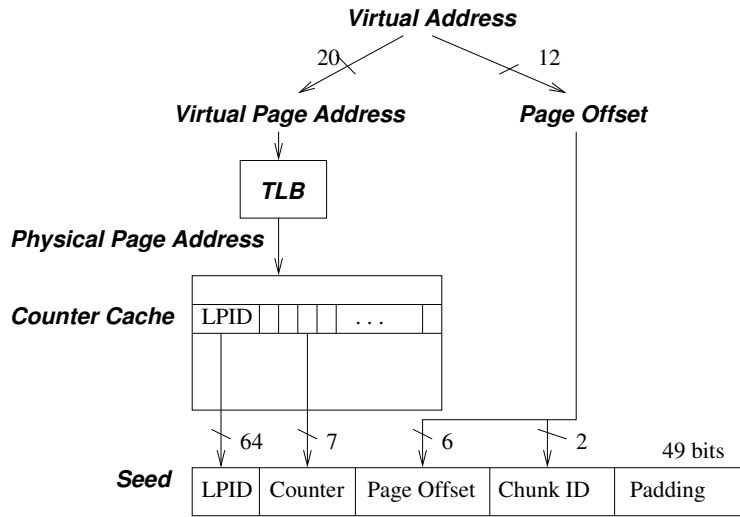 Virtual Address
20
12
Virtual Page Address
Page Offset
TLB
Physical Page Address
Counter Cache
LPID
. . .
64
7
6
2
49 bits
Seed
LPID
Counter
Page Offset
Chunk ID
Padding